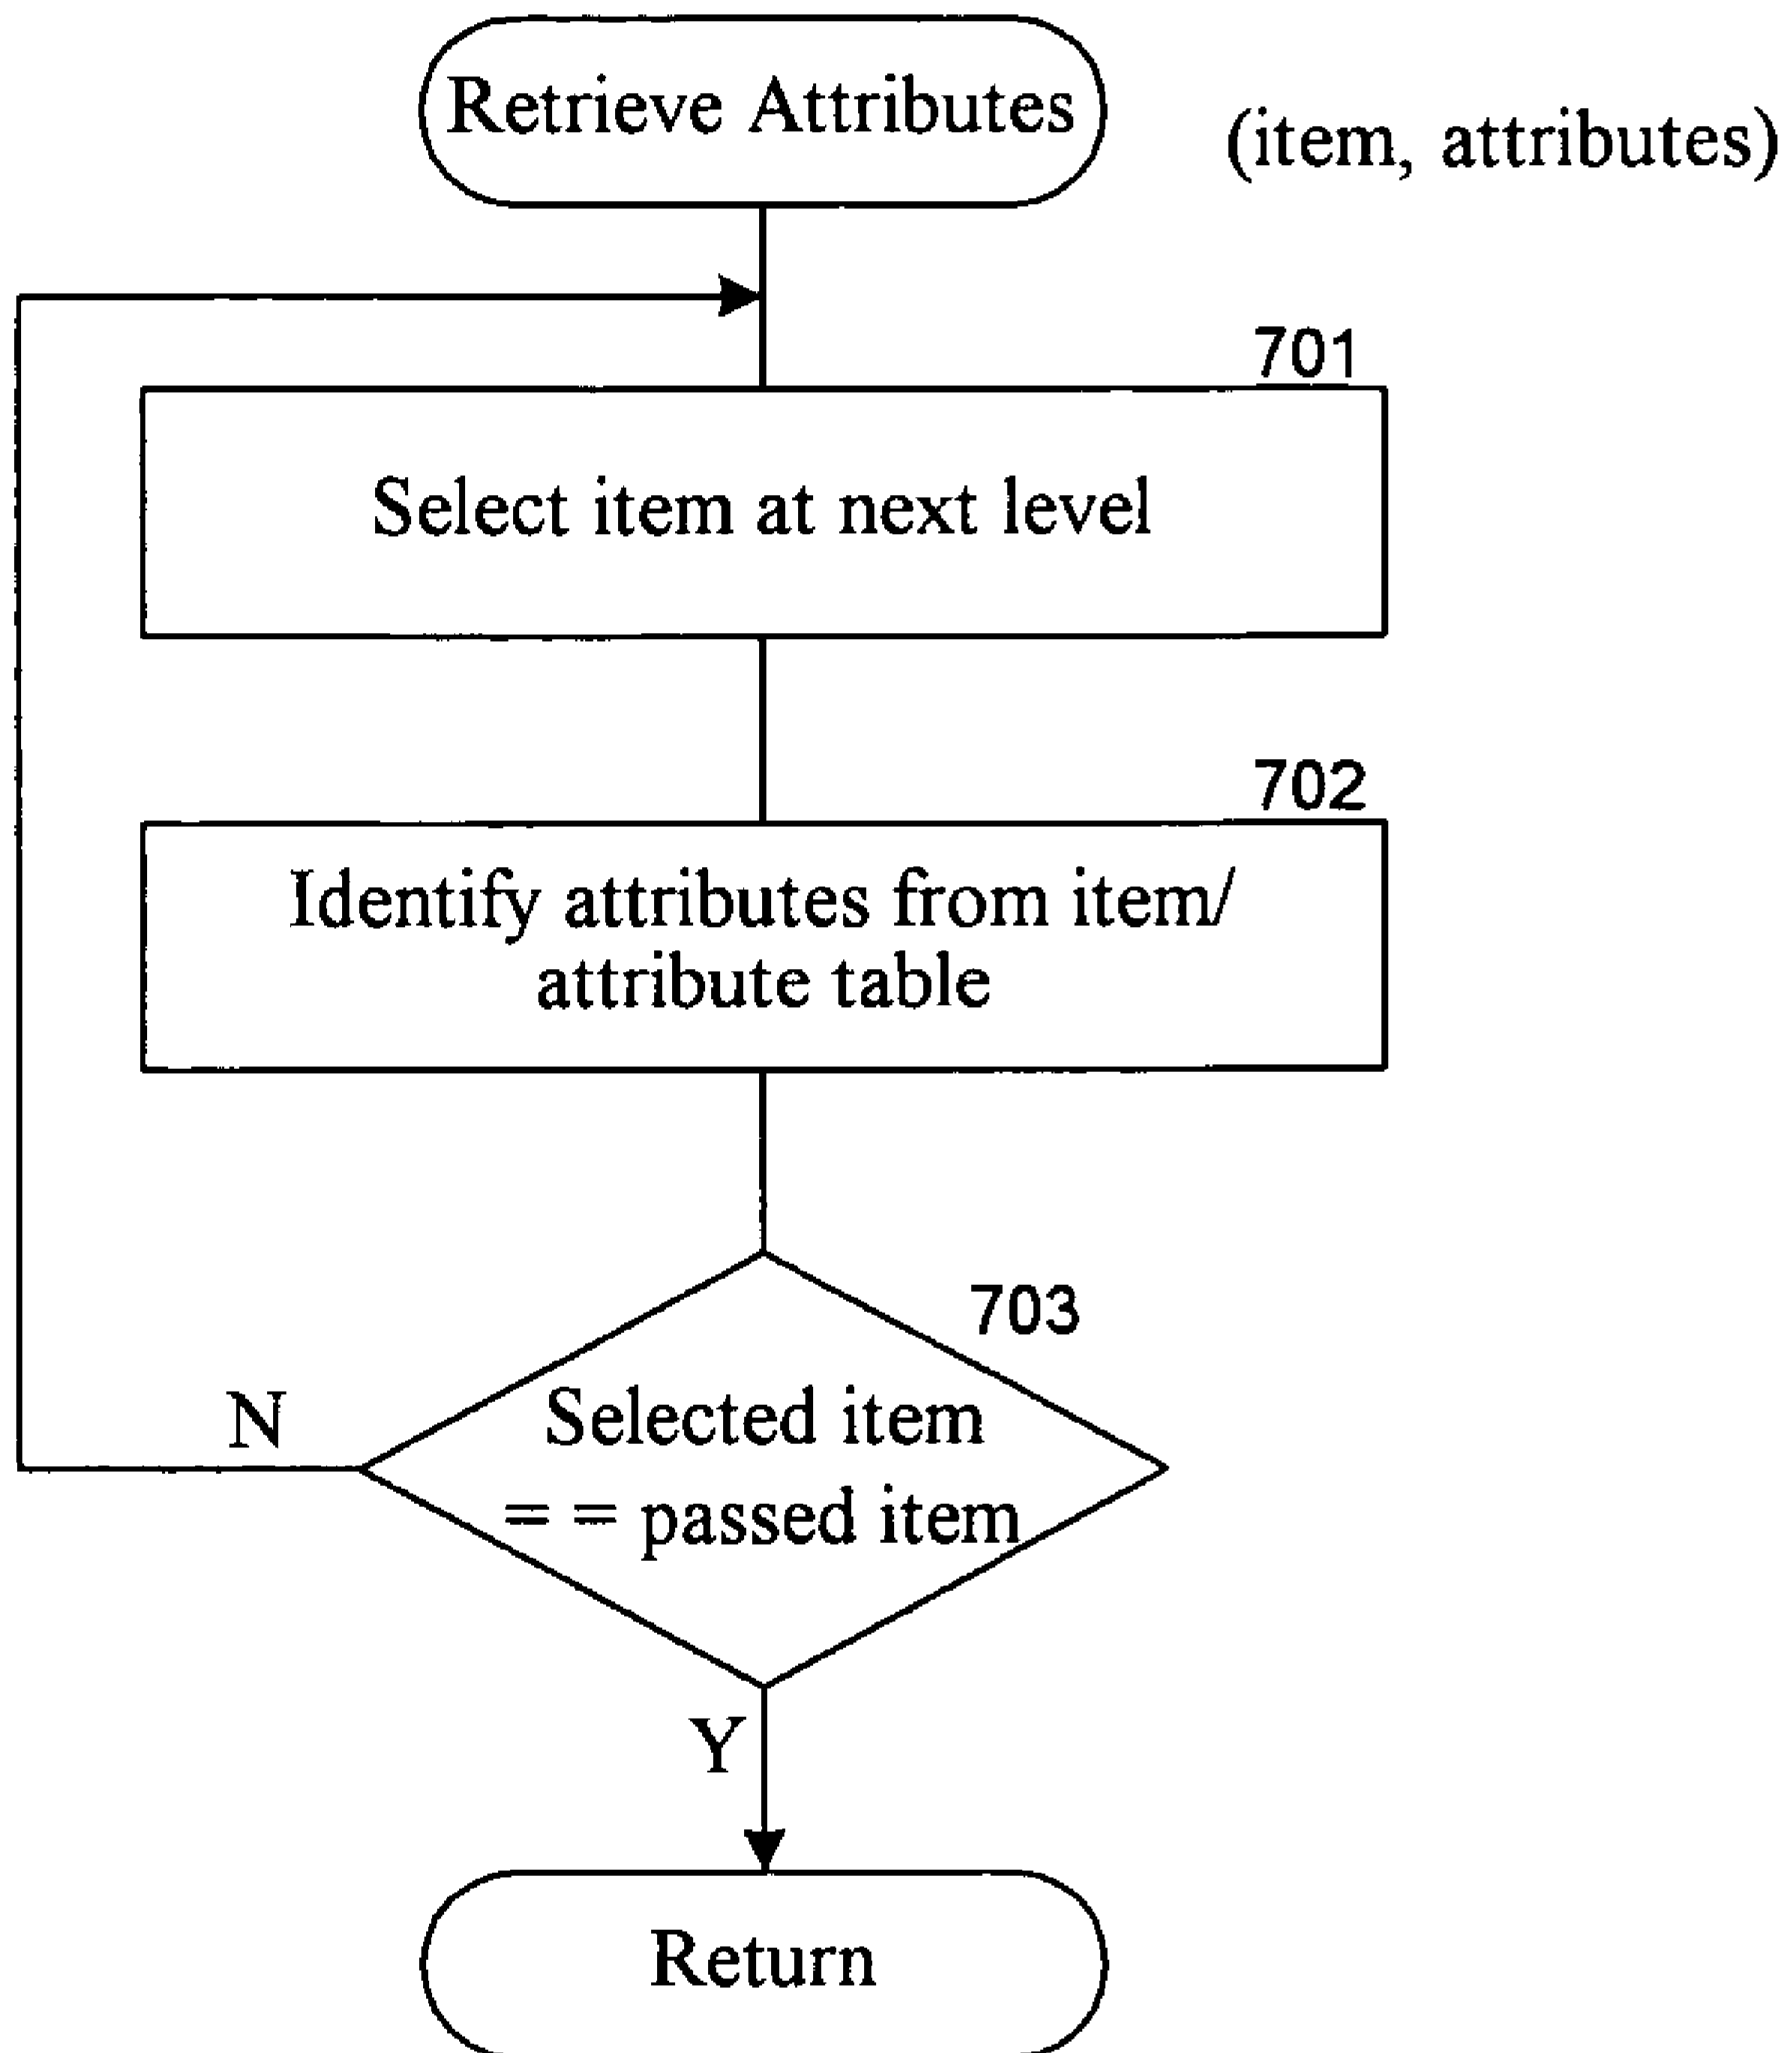 Retrieve Attributes
(item, attributes)
701
Select item at next level
702
Identify attributes from item/
attribute table
703
Selected item
= = passed item
N
Y
Return